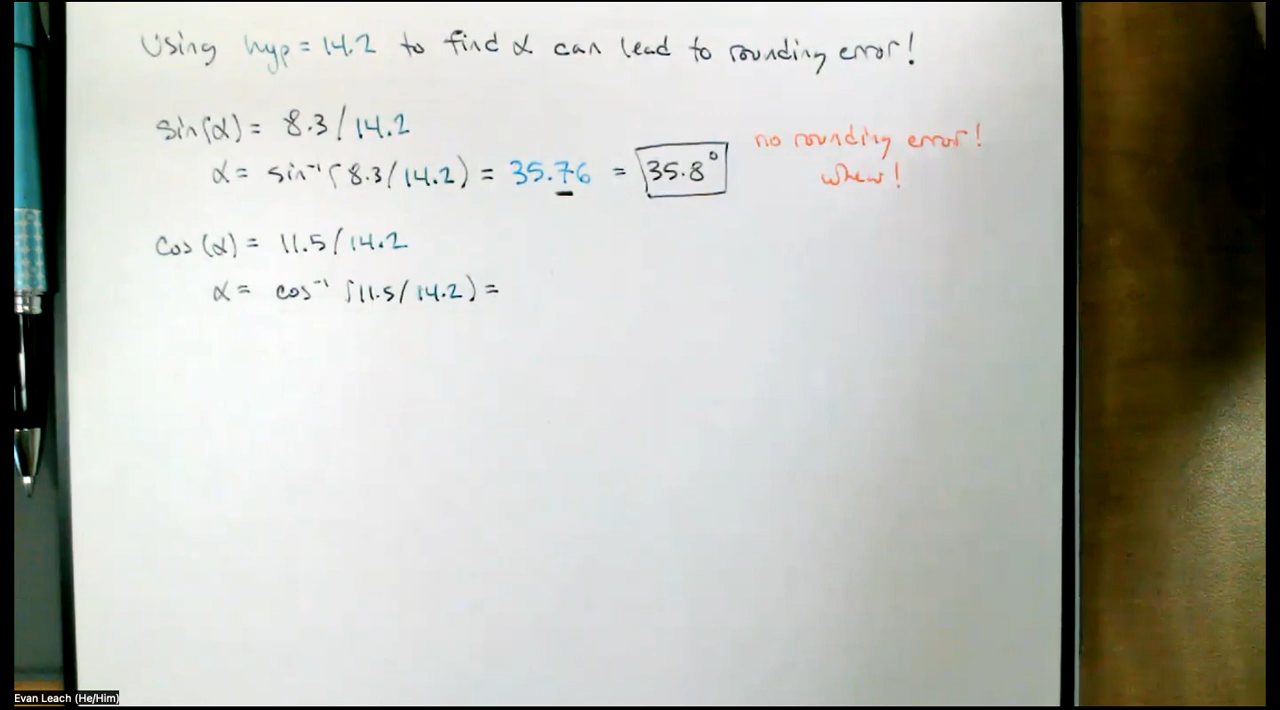 Using hyp = 14.2 to find α can lead to rounding error!
sin(α) = 8.3/14.2
α = sin⁻¹(8.3/14.2) = 35.76 = 35.8°
no rounding error!
whew!
cos(α) = 11.5/14.2
α = cos⁻¹(11.5/14.2) =
Evan Leach (He/Him)